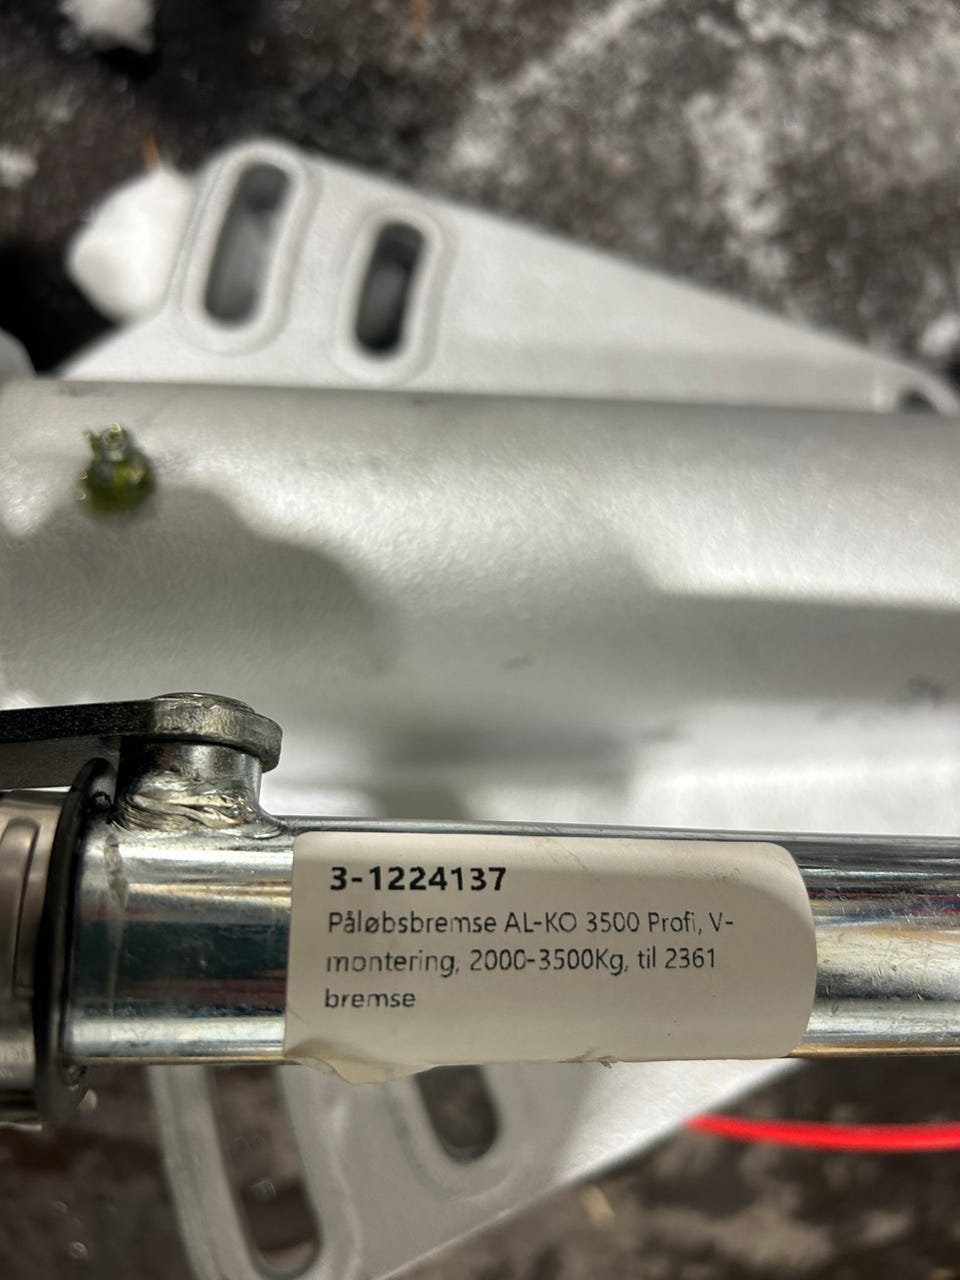 3-1224137
Påløbsbremse AL-KO 3500 Profi, V-
montering, 2000-3500Kg, til 2361
bremse